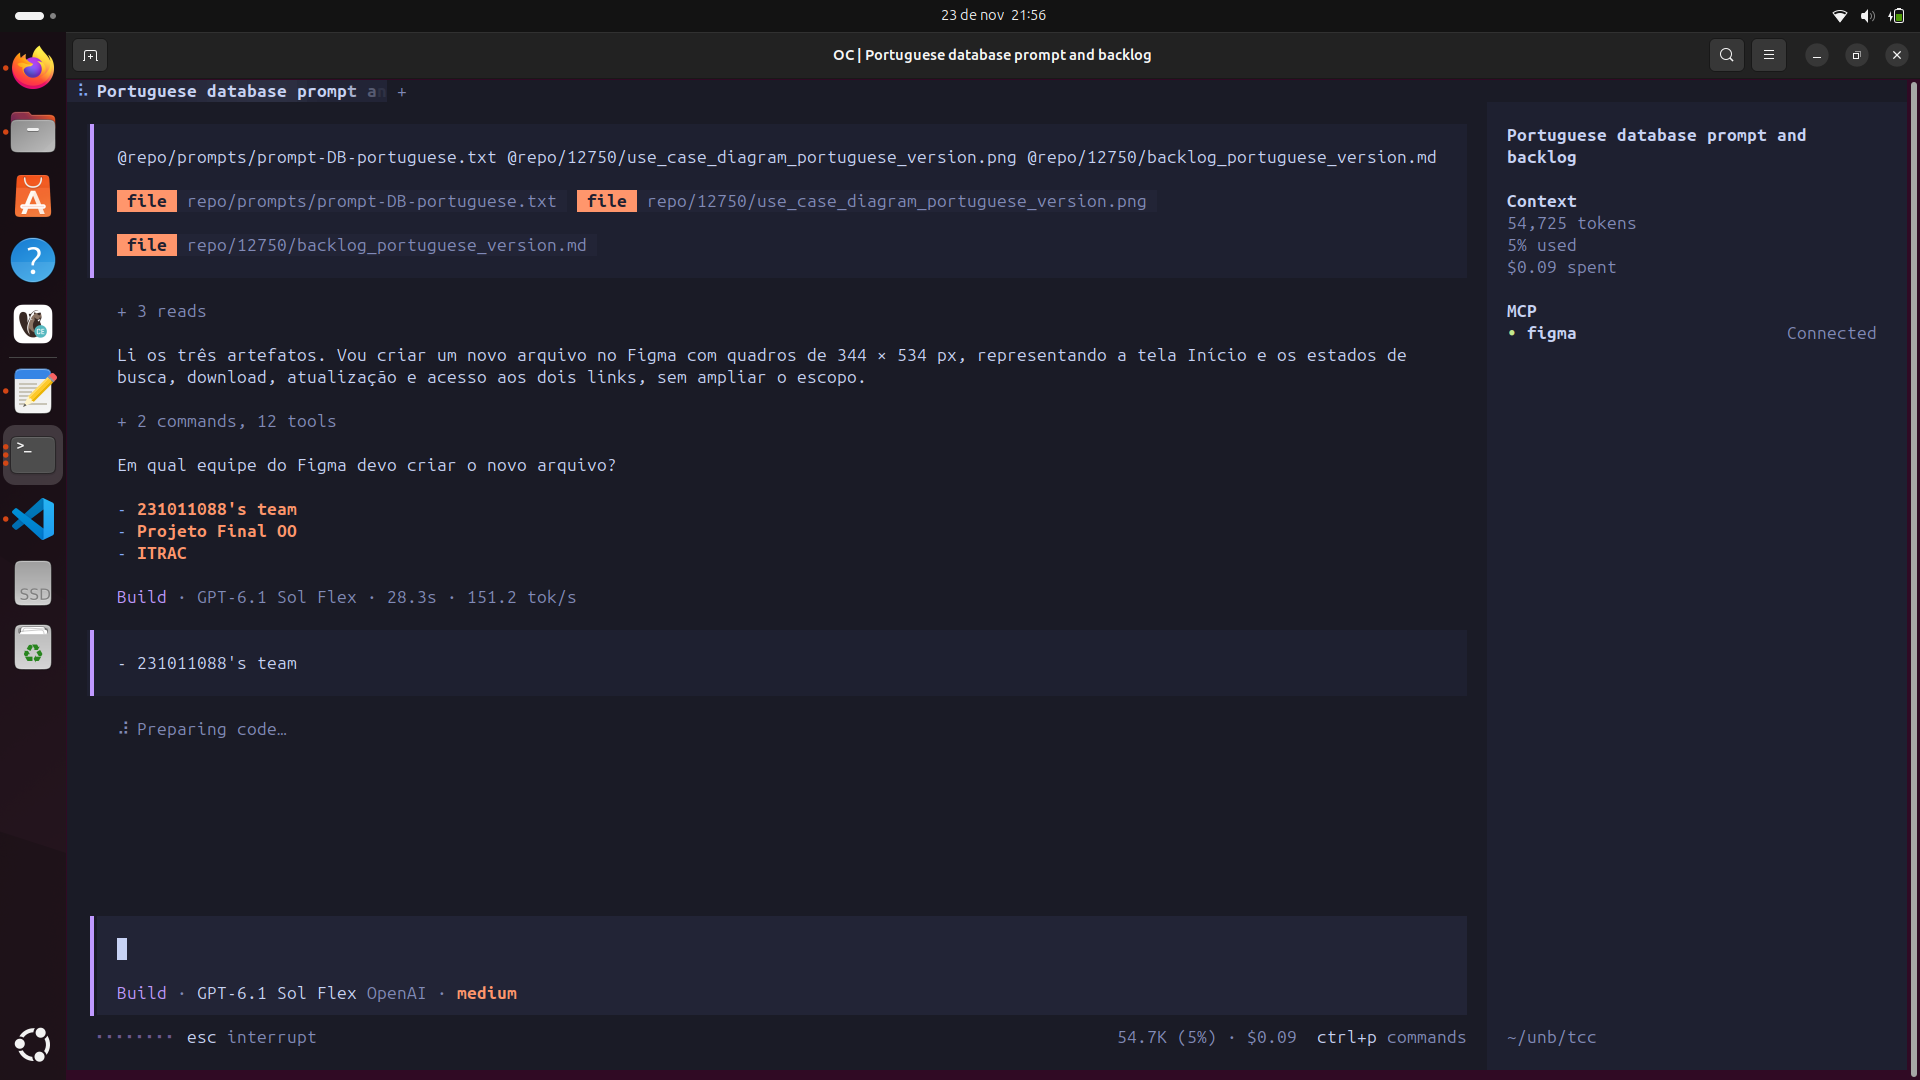 23 de nov 21:56
OC | Portuguese database prompt and backlog
Portuguese database prompt an +
@repo/prompts/prompt-DB-portuguese.txt @repo/12750/use_case_diagram_portuguese_version.png @repo/12750/backlog_portuguese_version.md
file repo/prompts/prompt-DB-portuguese.txt file repo/12750/use_case_diagram_portuguese_version.png
file repo/12750/backlog_portuguese_version.md
+ 3 reads
Li os três artefatos. Vou criar um novo arquivo no Figma com quadros de 344 × 534 px, representando a tela Início e os estados de
busca, download, atualização e acesso aos dois links, sem ampliar o escopo.
+ 2 commands, 12 tools
Em qual equipe do Figma devo criar o novo arquivo?
- 231011088's team
- Projeto Final OO
- ITRAC
Build · GPT-6.1 Sol Flex · 28.3s · 151.2 tok/s
- 231011088's team
Preparing code…
Build · GPT-6.1 Sol Flex OpenAI · medium
esc interrupt
54.7K (5%) · $0.09 ctrl+p commands
Portuguese database prompt and
backlog
Context
54,725 tokens
5% used
$0.09 spent
MCP
• figma Connected
~/unb/tcc
SSD